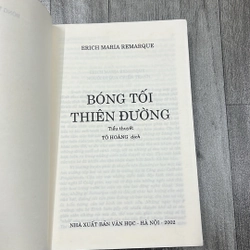 ERICH MARIA REMARQUE
BÓNG TỐI
THIÊN ĐƯỜNG
Tiểu thuyết
TÔ HOÀNG dịch
NHÀ XUẤT BẢN VĂN HỌC - HÀ NỘI - 2002